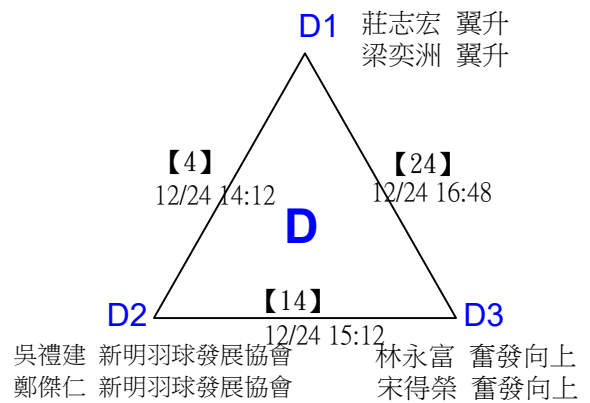 D1
莊志宏 翼升
梁奕洲 翼升
【4】
12/24 14:12
【24】
12/24 16:48
D
【14】
12/24 15:12
D2
吳禮建 新明羽球發展協會
鄭傑仁 新明羽球發展協會
D3
林永富 奮發向上
宋得榮 奮發向上